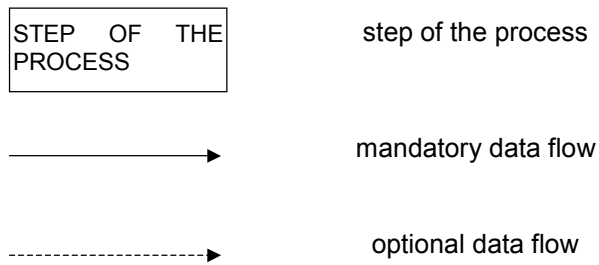 STEP OF THE step of the process
PROCESS
mandatory data flow
optional data flow